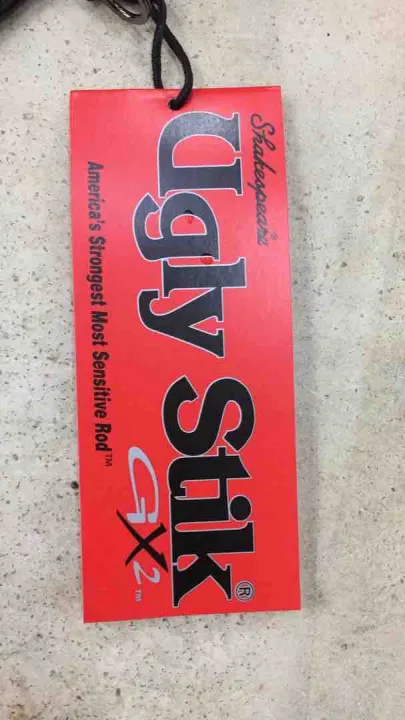 Shakespeare®
Ugly Stik®
GX2™
America's Strongest Most Sensitive Rod™